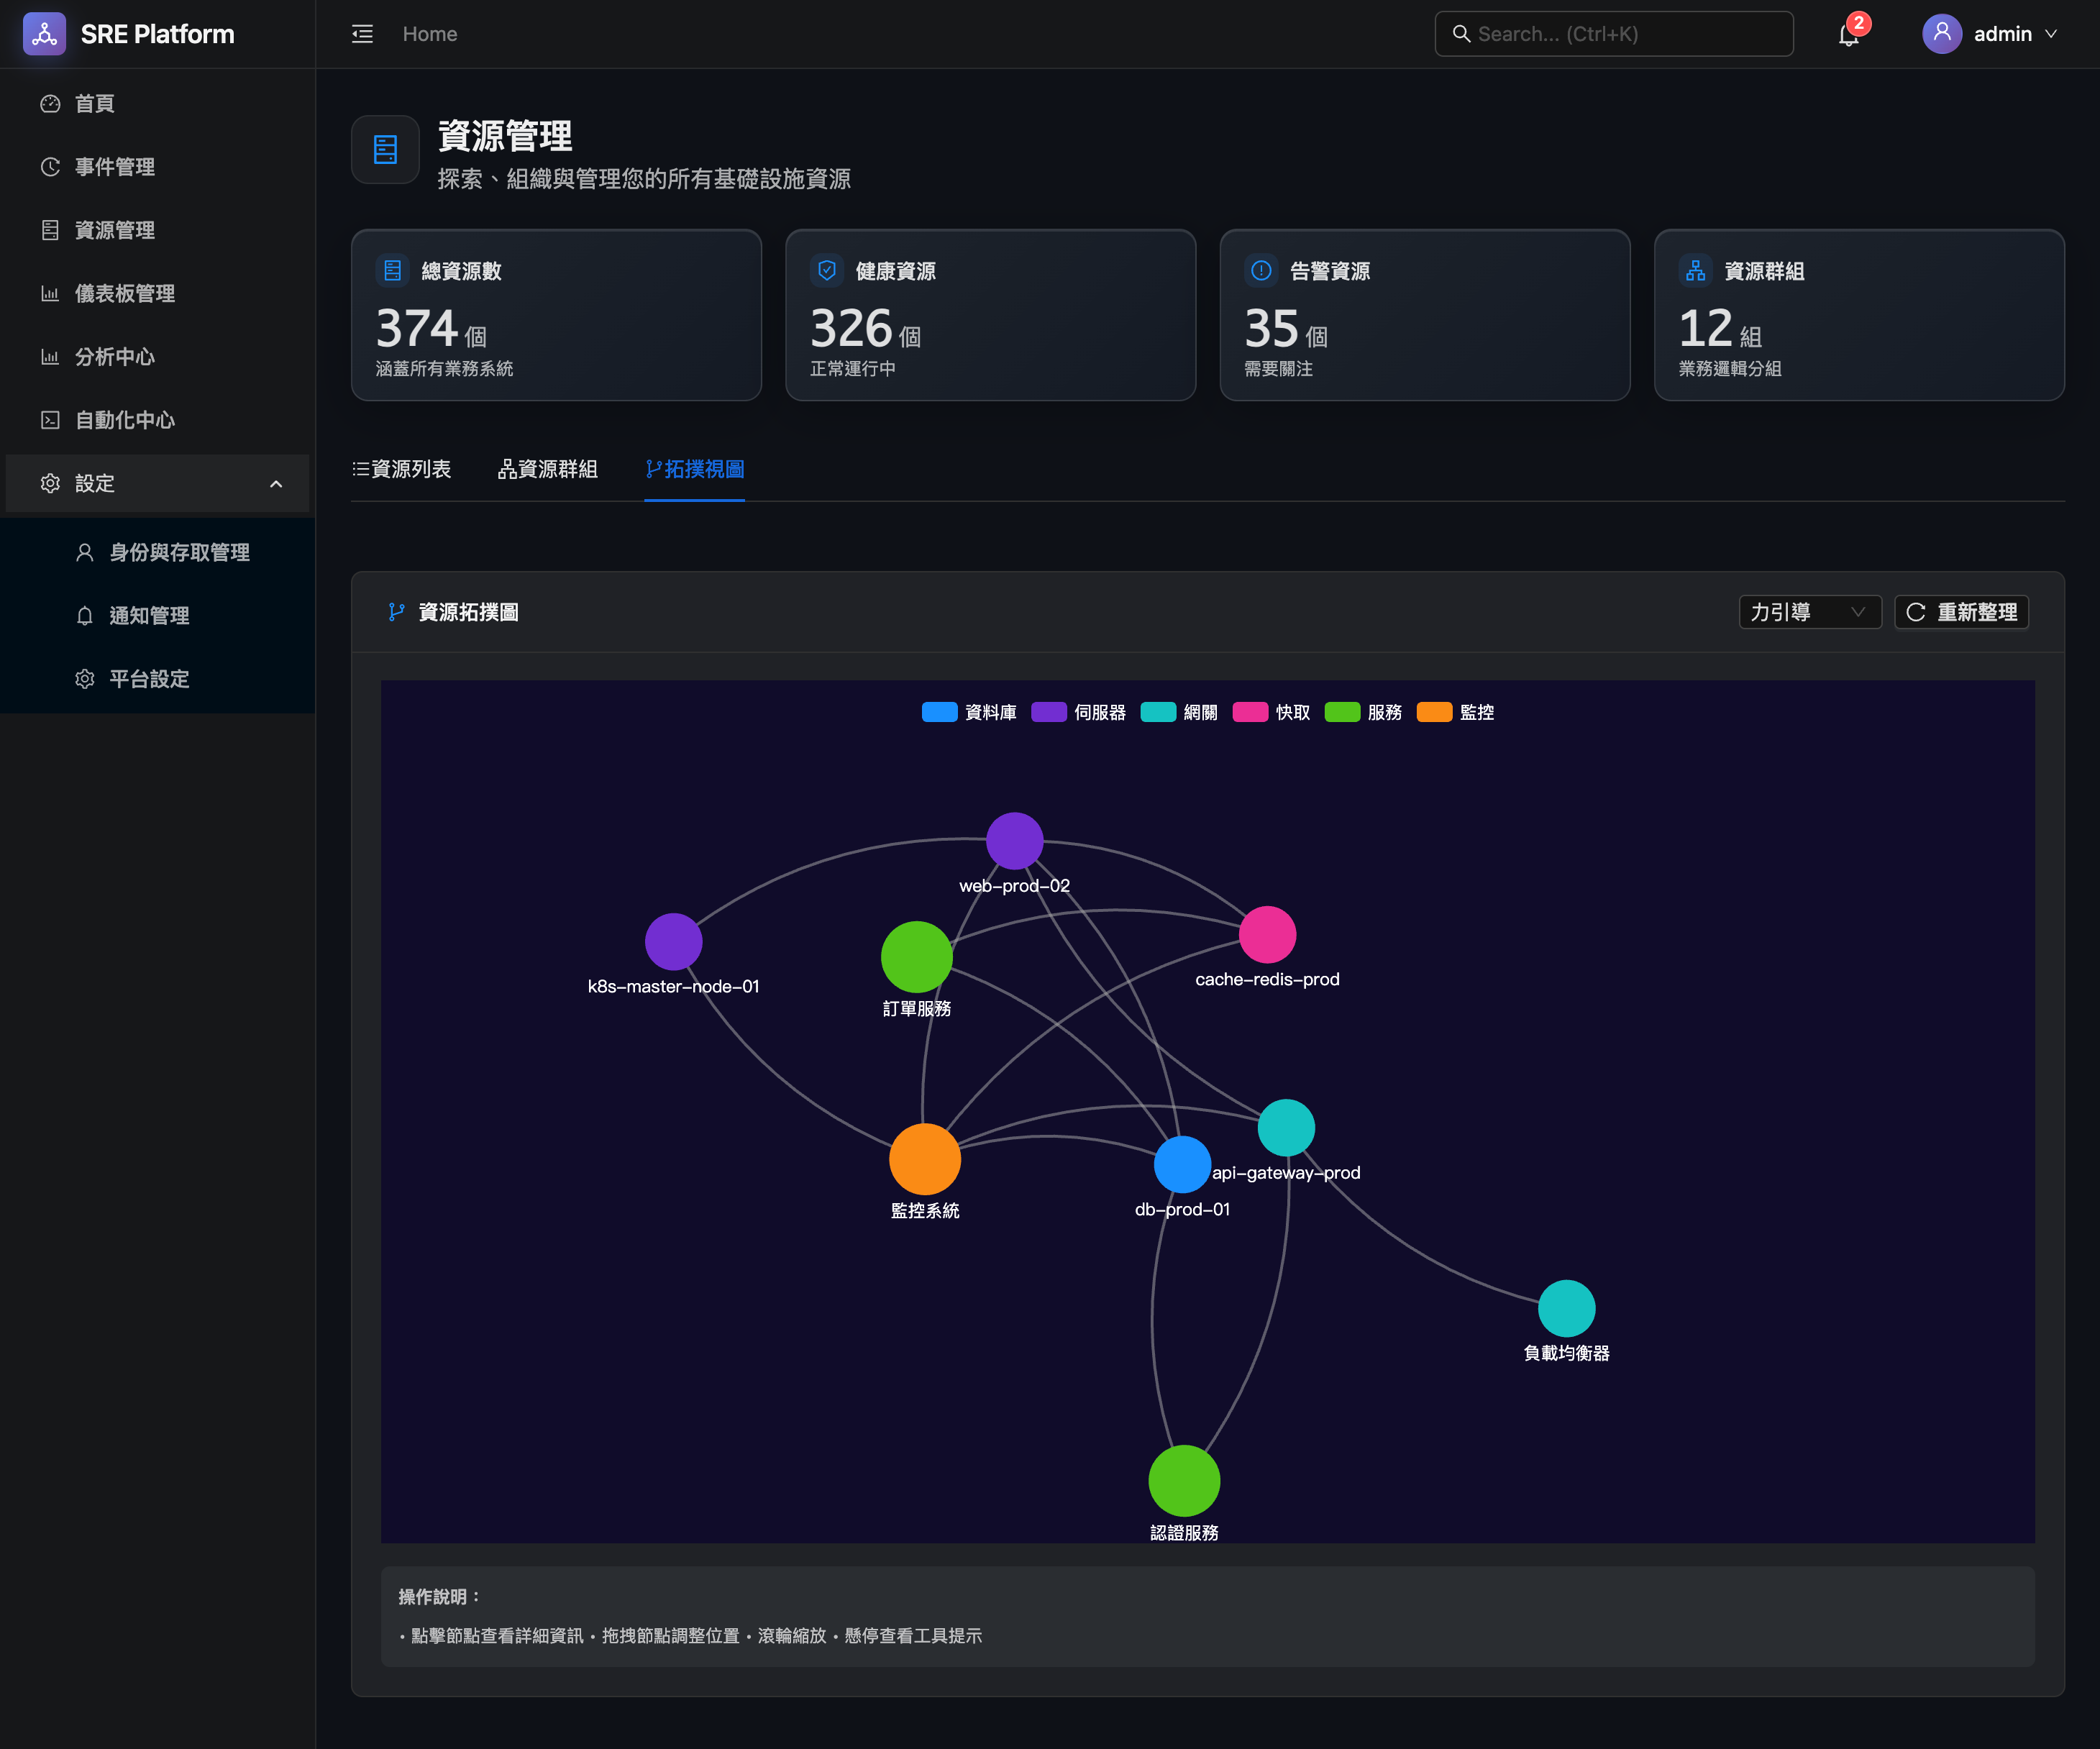 SRE Platform
Home
Search... (Ctrl+K)
2
admin
首頁
事件管理
資源管理
儀表板管理
分析中心
自動化中心
設定
身份與存取管理
通知管理
平台設定
資源管理
探索、組織與管理您的所有基礎設施資源
總資源數
374 個
涵蓋所有業務系統
健康資源
326 個
正常運行中
告警資源
35 個
需要關注
資源群組
12 組
業務邏輯分組
資源列表
資源群組
拓撲視圖
資源拓撲圖
力引導
重新整理
資料庫 伺服器 網關 快取 服務 監控
web-prod-02
k8s-master-node-01
訂單服務
cache-redis-prod
監控系統
db-prod-01
api-gateway-prod
負載均衡器
認證服務
操作說明：
• 點擊節點查看詳細資訊 • 拖拽節點調整位置 • 滾輪縮放 • 懸停查看工具提示